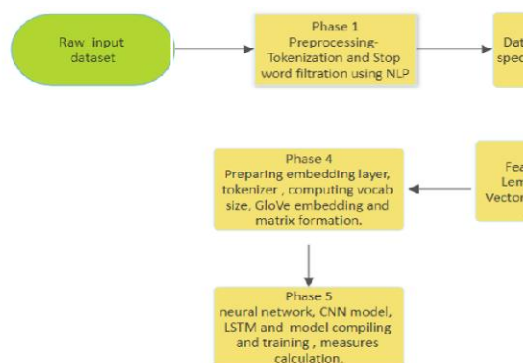 Raw input
dataset
Phase 1
Preprocessing-
Tokenization and Stop
word filtration using NLP
Phase 4
Preparing embedding layer,
tokenizer , computing vocab
size, GloVe embedding and
matrix formation.
Phase 5
neural network, CNN model,
LSTM and model compiling
and training , measures
calculation.